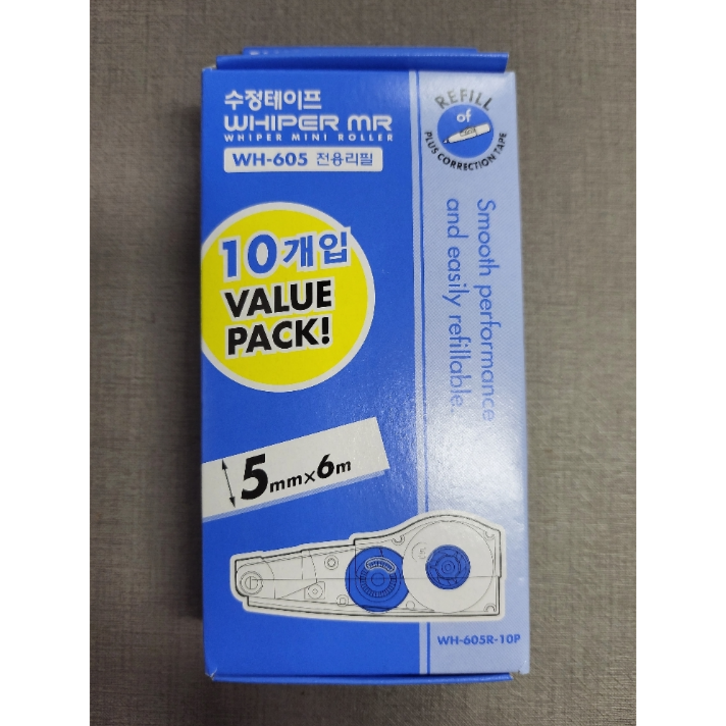 수정테이프
WHIPER MR
WHIPER MINI ROLLER
WH-605 전용리필
REFILL
of
PLUS CORRECTION TAPE
Smooth performance
and easily refillable.
10개입
VALUE
PACK!
5mm×6m
WH-605R-10P